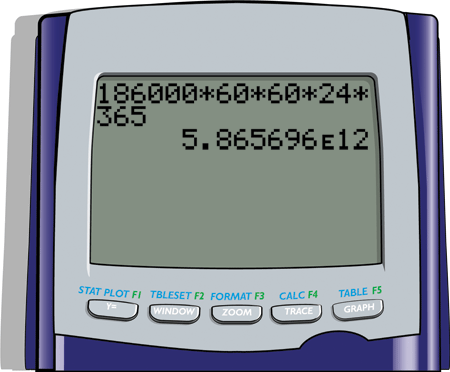 186000*60*60*24*
365
5.865696E12
STAT PLOT F1 TBLSET F2 FORMAT F3 CALC F4 TABLE F5
Y= WINDOW ZOOM TRACE GRAPH